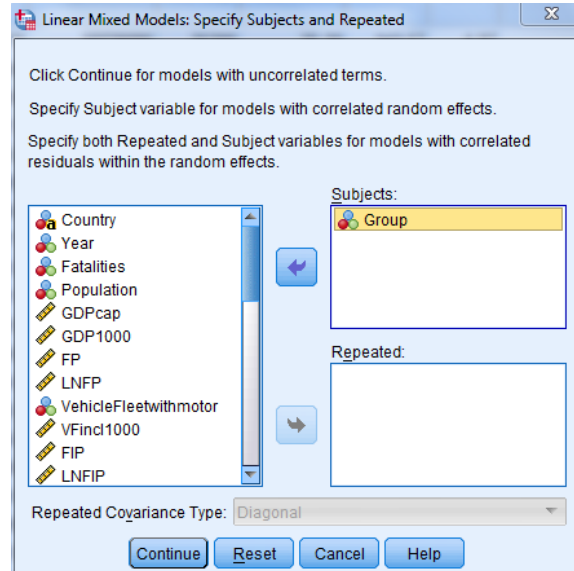 Linear Mixed Models: Specify Subjects and Repeated
Click Continue for models with uncorrelated terms.
Specify Subject variable for models with correlated random effects.
Specify both Repeated and Subject variables for models with correlated
residuals within the random effects.
Subjects:
Country
Year
Fatalities
Population
GDPcap
GDP1000
FP
LNFP
VehicleFleetwithmotor
VFincl1000
FIP
LNFIP
Group
Repeated:
Repeated Covariance Type: Diagonal
Continue Reset Cancel Help